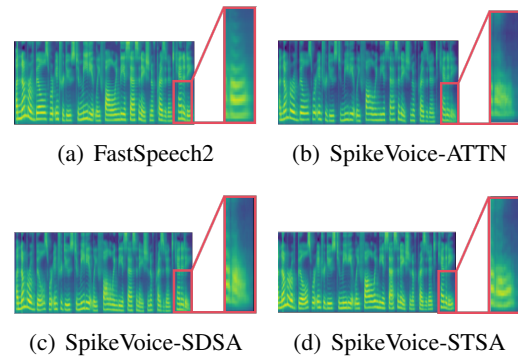 (a) FastSpeech2
(b) SpikeVoice-ATTN
(c) SpikeVoice-SDSA
(d) SpikeVoice-STSA